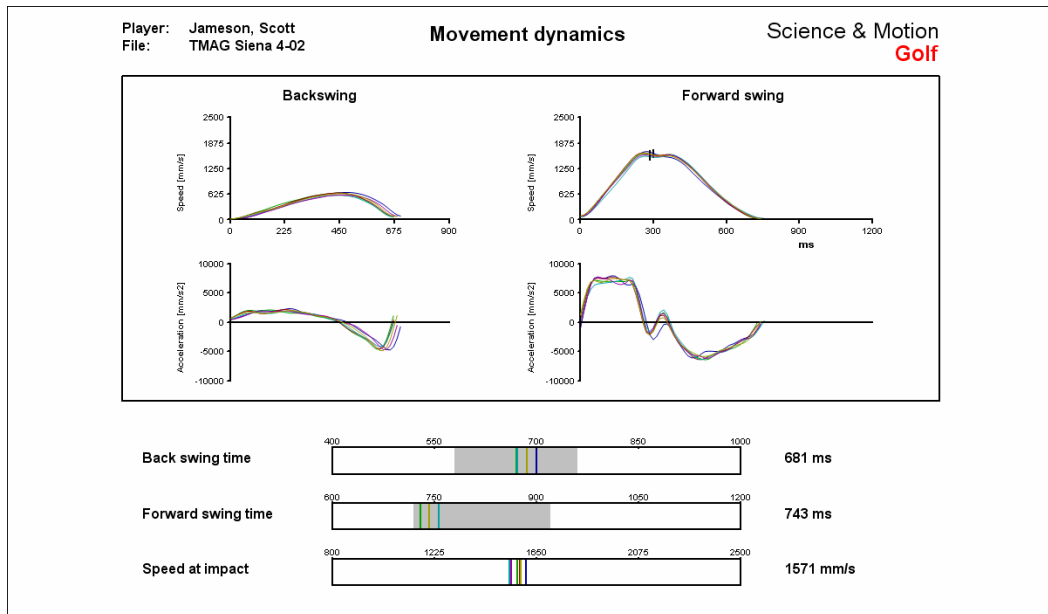 Player: Jameson, Scott
File: TMAG Siena 4-02
Movement dynamics
Science & Motion
Golf
Backswing
Forward swing
Speed [mm/s]
2500
1875
1250
625
0
0 225 450 675 900
Speed [mm/s]
2500
1875
1250
625
0
0 300 600 900 1200
ms
Acceleration [mm/s2]
10000
5000
0
-5000
-10000
Acceleration [mm/s2]
10000
5000
0
-5000
-10000
400 550 700 850 1000
Back swing time 681 ms
600 750 900 1050 1200
Forward swing time 743 ms
800 1225 1650 2075 2500
Speed at impact 1571 mm/s